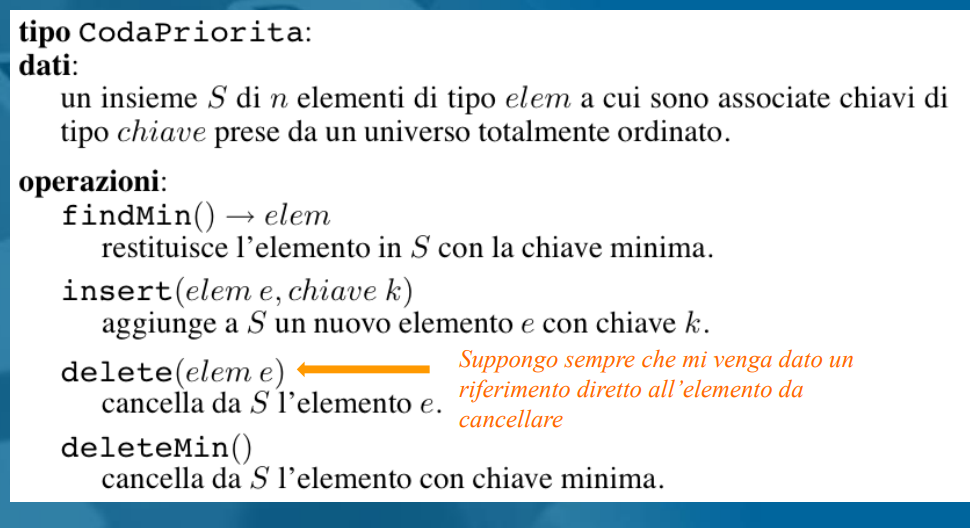 tipo CodaPriorita:
dati:
un insieme S di n elementi di tipo elem a cui sono associate chiavi di
tipo chiave prese da un universo totalmente ordinato.
operazioni:
findMin() → elem
restituisce l'elemento in S con la chiave minima.
insert(elem e, chiave k)
aggiunge a S un nuovo elemento e con chiave k.
delete(elem e)
cancella da S l'elemento e.
Suppongo sempre che mi venga dato un
riferimento diretto all'elemento da
cancellare
deleteMin()
cancella da S l'elemento con chiave minima.